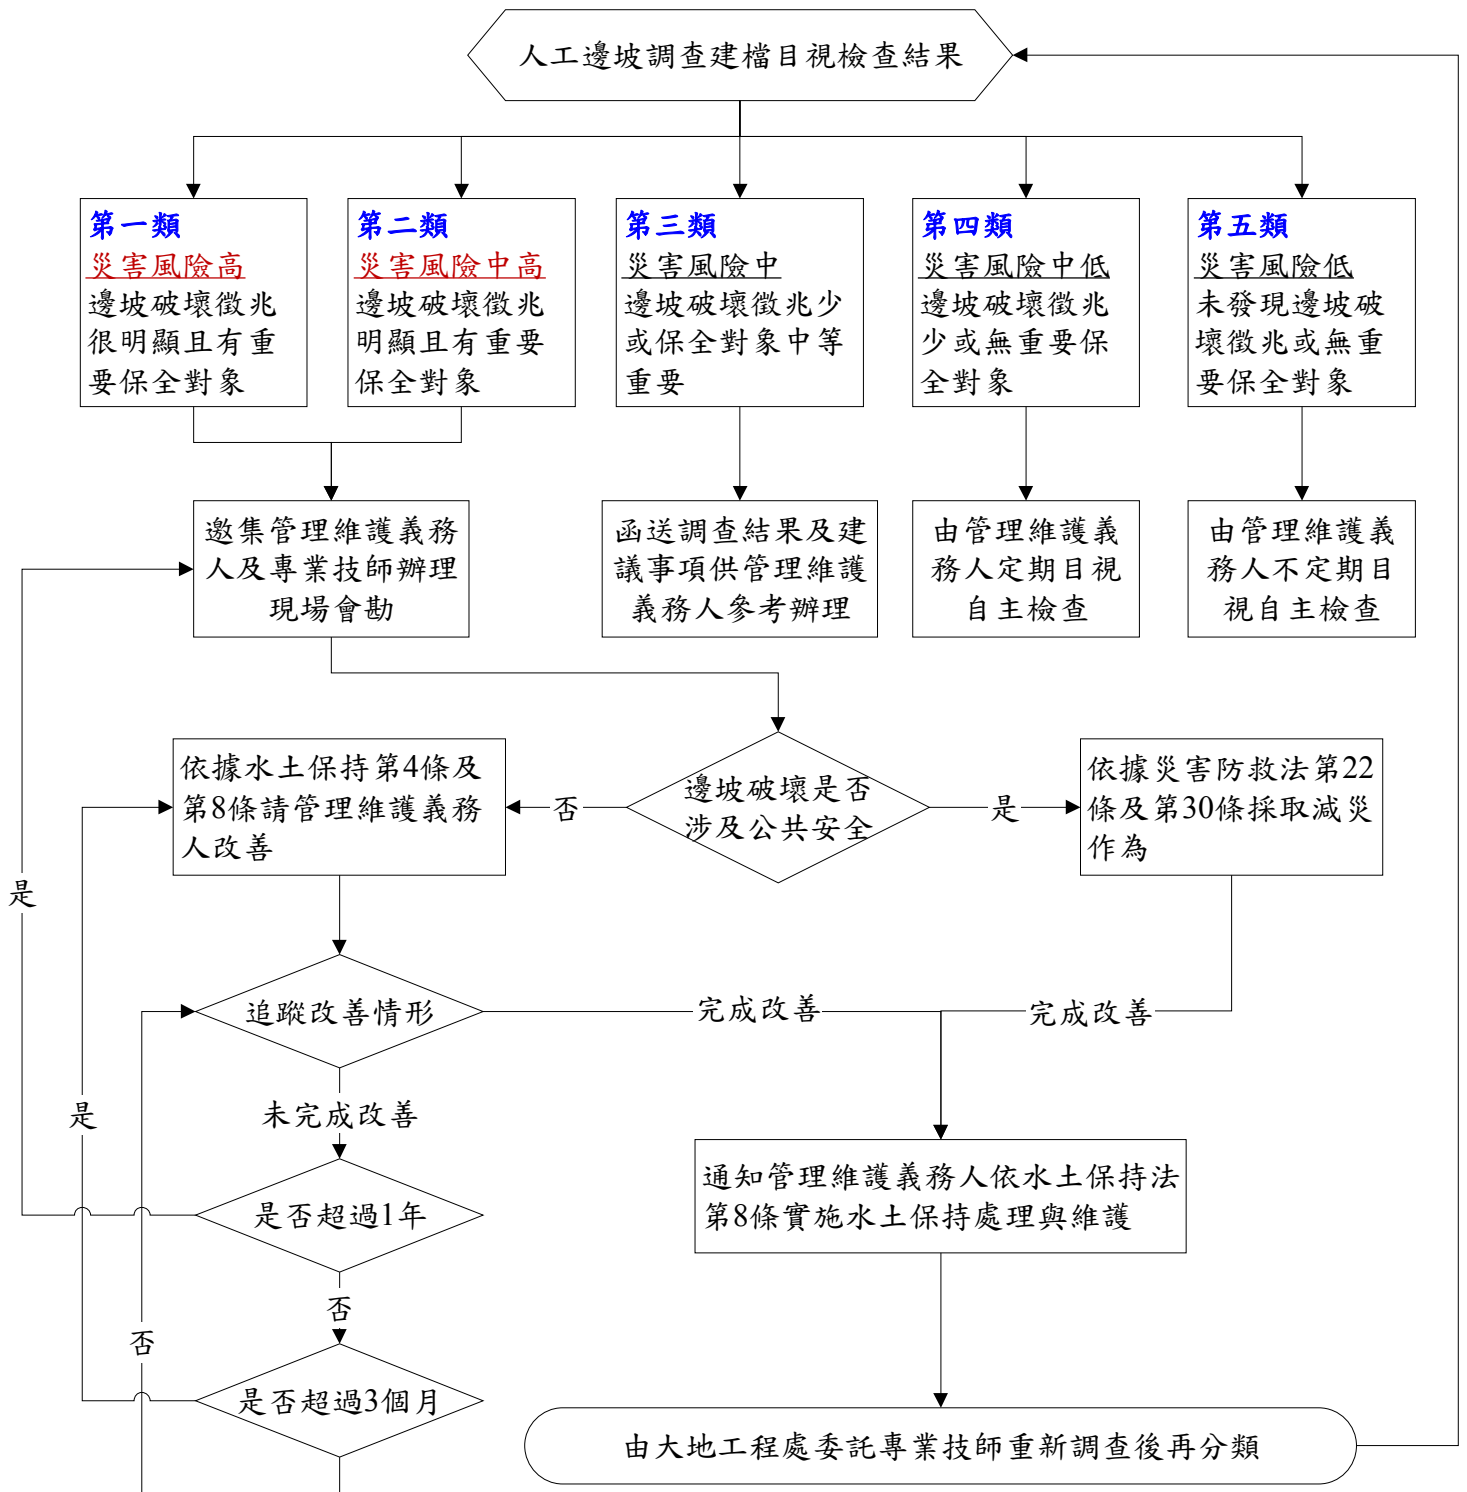 人工邊坡調查建檔目視檢查結果
第一類
災害風險高
邊坡破壞徵兆
很明顯且有重
要保全對象
第二類
災害風險中高
邊坡破壞徵兆
明顯且有重要
保全對象
第三類
災害風險中
邊坡破壞徵兆少
或保全對象中等
重要
第四類
災害風險中低
邊坡破壞徵兆
少或無重要保
全對象
第五類
災害風險低
未發現邊坡破
壞徵兆或無重
要保全對象
邀集管理維護義務
人及專業技師辦理
現場會勘
函送調查結果及建
議事項供管理維護
義務人參考辦理
由管理維護義
務人定期目視
自主檢查
由管理維護義
務人不定期目
視自主檢查
依據水土保持第4條及
第8條請管理維護義務
人改善
否
邊坡破壞是否
涉及公共安全
是
依據災害防救法第22
條及第30條採取減災
作為
是
追蹤改善情形
完成改善
完成改善
是
未完成改善
通知管理維護義務人依水土保持法
第8條實施水土保持處理與維護
是否超過1年
否
否
是否超過3個月
由大地工程處委託專業技師重新調查後再分類